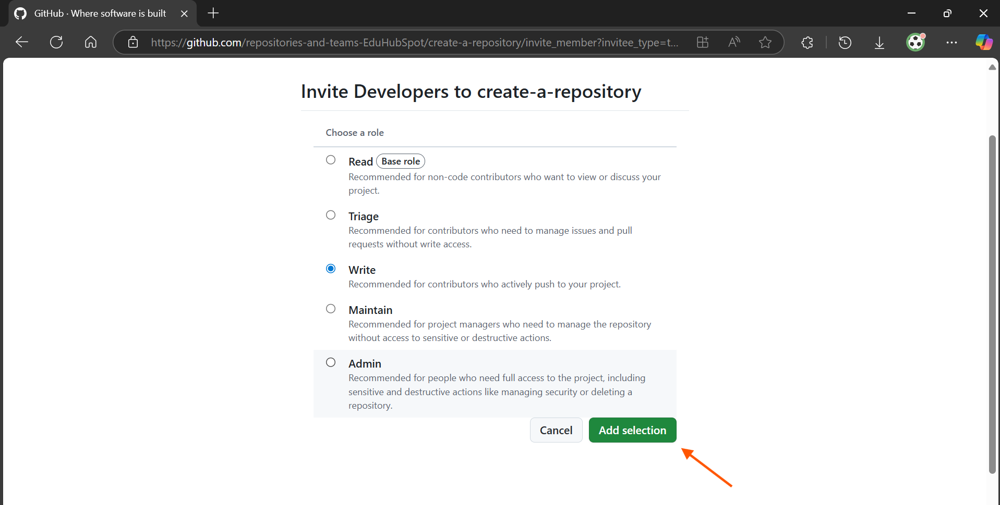 GitHub · Where software is built
https://github.com/repositories-and-teams-EduHubSpot/create-a-repository/invite_member?invitee_type=t...
Invite Developers to create-a-repository
Choose a role
Read Base role
Recommended for non-code contributors who want to view or discuss your
project.
Triage
Recommended for contributors who need to manage issues and pull
requests without write access.
Write
Recommended for contributors who actively push to your project.
Maintain
Recommended for project managers who need to manage the repository
without access to sensitive or destructive actions.
Admin
Recommended for people who need full access to the project, including
sensitive and destructive actions like managing security or deleting a
repository.
Cancel Add selection